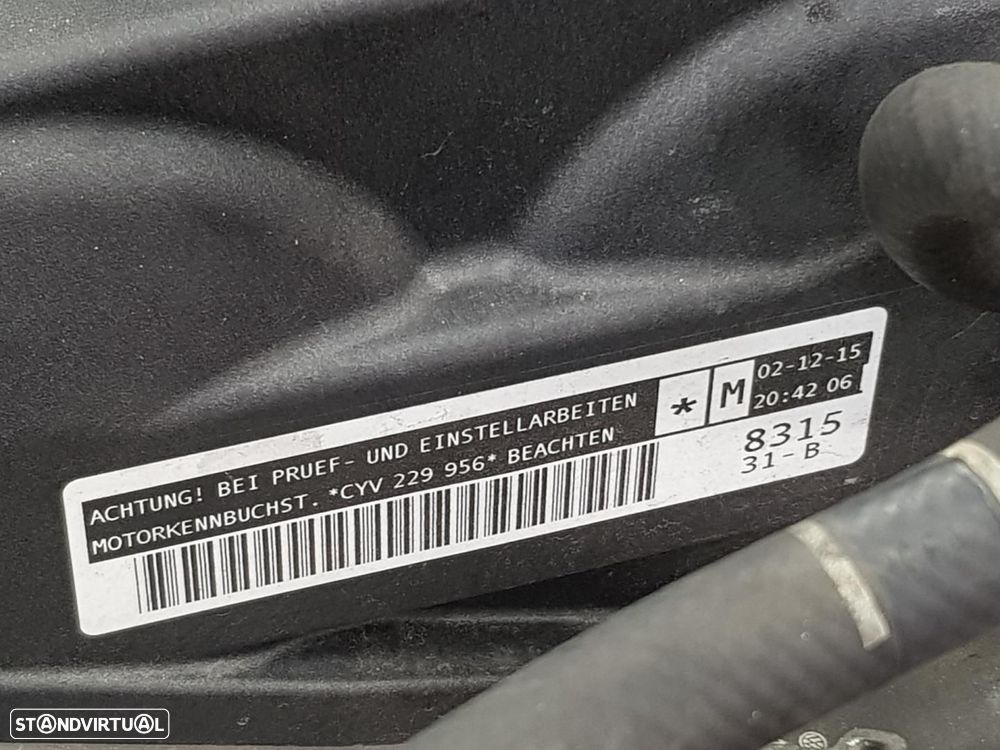 ACHTUNG! BEI PRUEF- UND EINSTELLARBEITEN
MOTORKENNBUCHST. *CYV 229 956* BEACHTEN
* M
02-12-15
20:42 06
8315
31-B
STANDVIRTUAL